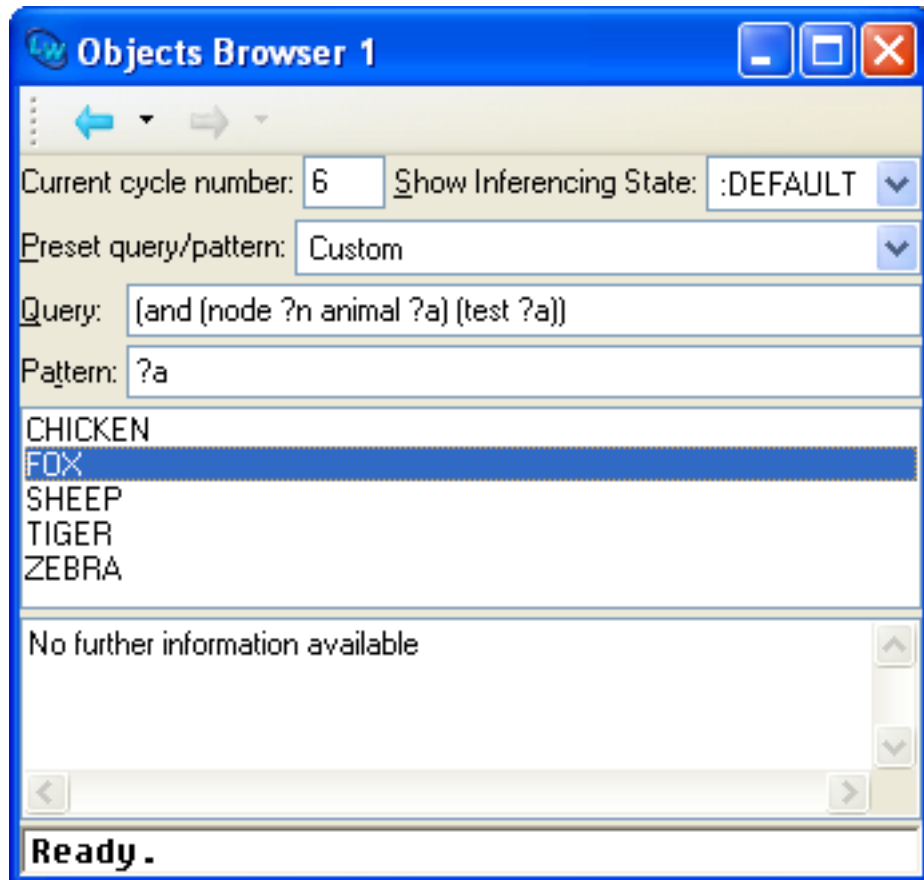 LW Objects Browser 1
Current cycle number: 6 Show Inferencing State: :DEFAULT
Preset query/pattern: Custom
Query: (and (node ?n animal ?a) (test ?a))
Pattern: ?a
CHICKEN
FOX
SHEEP
TIGER
ZEBRA
No further information available
Ready.